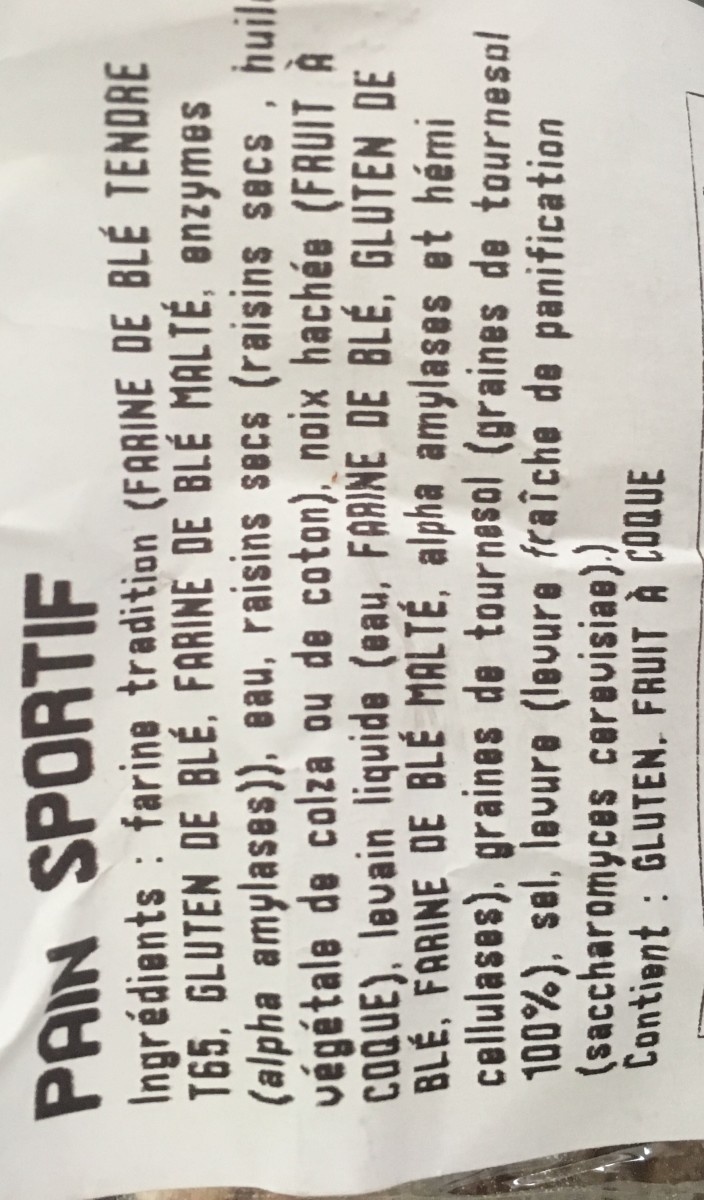 PAIN SPORTIF
Ingrédients : farine tradition (FARINE DE BLÉ TENDRE
T65, GLUTEN DE BLÉ, FARINE DE BLÉ MALTÉ, enzymes
(alpha amylases)), eau, raisins secs (raisins secs , huile
végétale de colza ou de coton), noix hachée (FRUIT À
COQUE), levain liquide (eau, FARINE DE BLÉ, GLUTEN DE
BLÉ, FARINE DE BLÉ MALTÉ, alpha amylases et hémi
cellulases), graines de tournesol (graines de tournesol
100%), sel, levure (levure fraîche de panification
(saccharomyces cerevisiae))
Contient : GLUTEN. FRUIT À COQUE